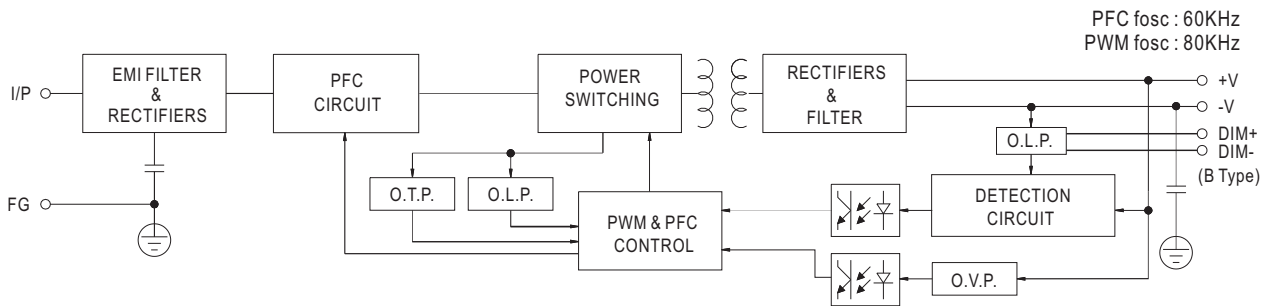 PFC fosc : 60KHz
PWM fosc : 80KHz
I/P
EMI FILTER
&
RECTIFIERS
PFC
CIRCUIT
POWER
SWITCHING
RECTIFIERS
&
FILTER
+V
-V
DIM+
DIM-
(B Type)
O.L.P.
FG
O.T.P.
O.L.P.
PWM & PFC
CONTROL
DETECTION
CIRCUIT
O.V.P.